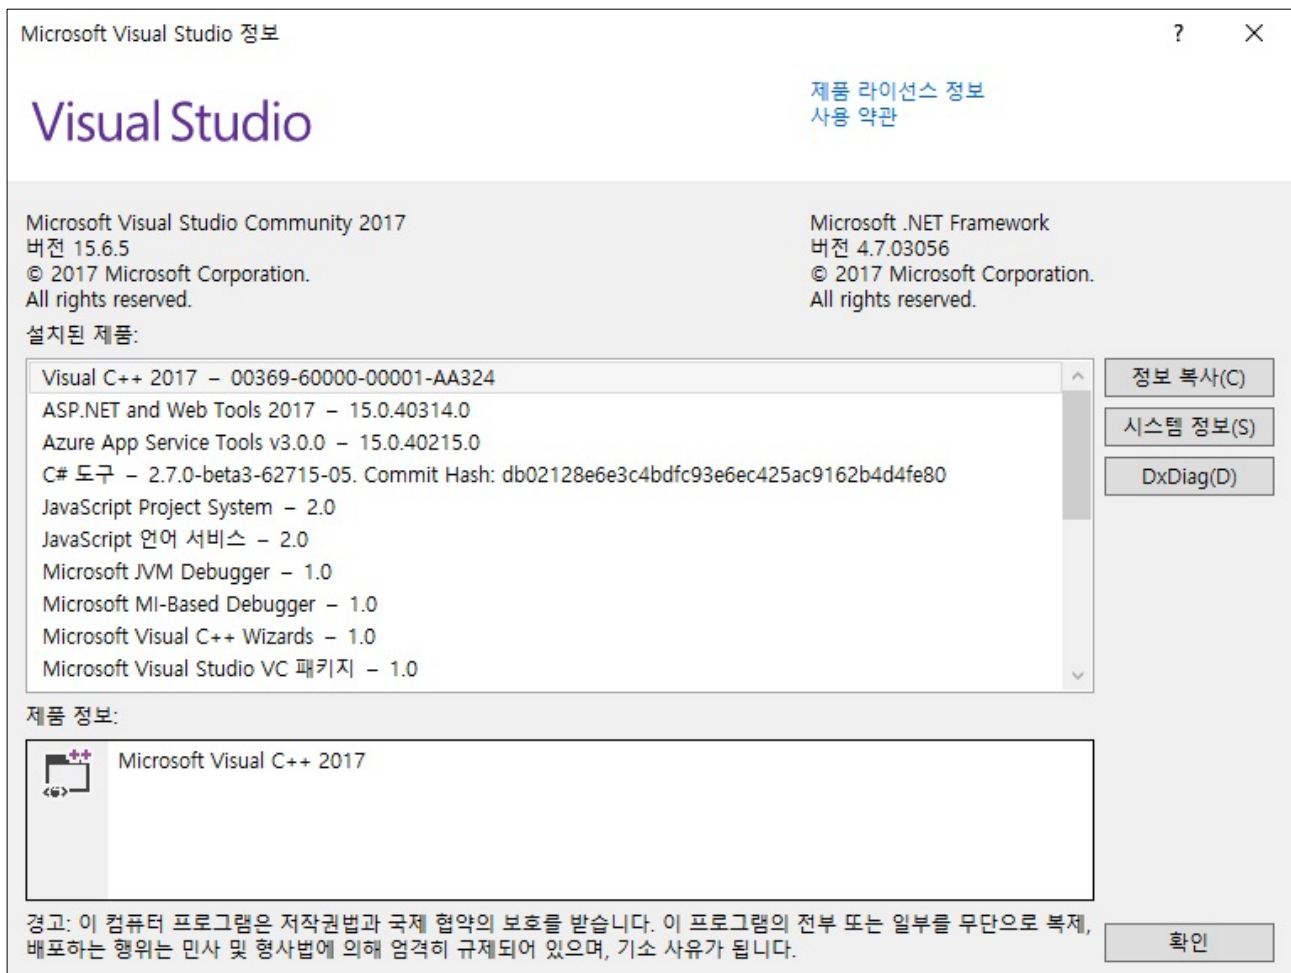 Microsoft Visual Studio 정보
?
Visual Studio
제품 라이선스 정보
사용 약관
Microsoft Visual Studio Community 2017
버전 15.6.5
© 2017 Microsoft Corporation.
All rights reserved.
Microsoft .NET Framework
버전 4.7.03056
© 2017 Microsoft Corporation.
All rights reserved.
설치된 제품:
Visual C++ 2017 – 00369-60000-00001-AA324
ASP.NET and Web Tools 2017 – 15.0.40314.0
Azure App Service Tools v3.0.0 – 15.0.40215.0
C# 도구 – 2.7.0-beta3-62715-05. Commit Hash: db02128e6e3c4bdfc93e6ec425ac9162b4d4fe80
JavaScript Project System – 2.0
JavaScript 언어 서비스 – 2.0
Microsoft JVM Debugger – 1.0
Microsoft MI-Based Debugger – 1.0
Microsoft Visual C++ Wizards – 1.0
Microsoft Visual Studio VC 패키지 – 1.0
정보 복사(C)
시스템 정보(S)
DxDiag(D)
제품 정보:
Microsoft Visual C++ 2017
경고: 이 컴퓨터 프로그램은 저작권법과 국제 협약의 보호를 받습니다. 이 프로그램의 전부 또는 일부를 무단으로 복제,
배포하는 행위는 민사 및 형사법에 의해 엄격히 규제되어 있으며, 기소 사유가 됩니다.
확인